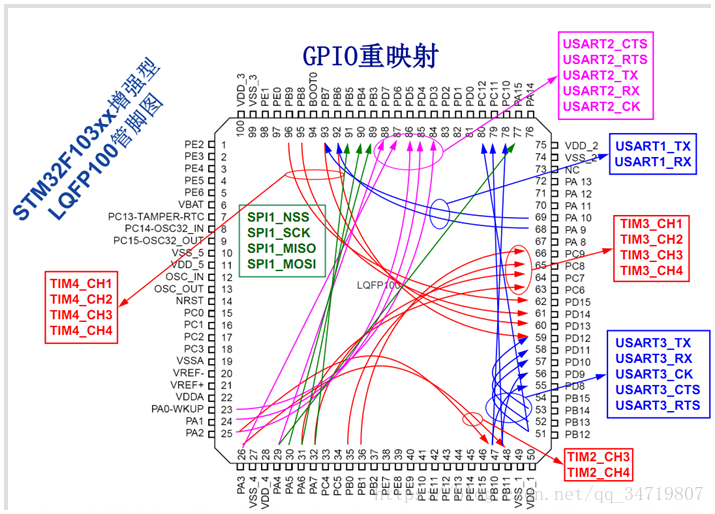 GPIO重映射
STM32F103xx增强型
LQFP100管脚图
USART2_CTS
USART2_RTS
USART2_TX
USART2_RX
USART2_CK
USART1_TX
USART1_RX
TIM3_CH1
TIM3_CH2
TIM3_CH3
TIM3_CH4
USART3_TX
USART3_RX
USART3_CK
USART3_CTS
USART3_RTS
TIM2_CH3
TIM2_CH4
TIM4_CH1
TIM4_CH2
TIM4_CH3
TIM4_CH4
SPI1_NSS
SPI1_SCK
SPI1_MISO
SPI1_MOSI
LQFP100
VDD_3 100
VSS_3 99
PE1 98
PE0 97
PB9 96
PB8 95
BOOT0 94
PB7 93
PB6 92
PB5 91
PB4 90
PB3 89
PD7 88
PD6 87
PD5 86
PD4 85
PD3 84
PD2 83
PD1 82
PD0 81
PC12 80
PC11 79
PC10 78
PA15 77
PA14 76
PE2 1
PE3 2
PE4 3
PE5 4
PE6 5
VBAT 6
PC13-TAMPER-RTC 7
PC14-OSC32_IN 8
PC15-OSC32_OUT 9
VSS_5 10
VDD_5 11
OSC_IN 12
OSC_OUT 13
NRST 14
PC0 15
PC1 16
PC2 17
PC3 18
VSSA 19
VREF- 20
VREF+ 21
VDDA 22
PA0-WKUP 23
PA1 24
PA2 25
75 VDD_2
74 VSS_2
73 NC
72 PA 13
71 PA 12
70 PA 11
69 PA 10
68 PA 9
67 PA 8
66 PC9
65 PC8
64 PC7
63 PC6
62 PD15
61 PD14
60 PD13
59 PD12
58 PD11
57 PD10
56 PD9
55 PD8
54 PB15
53 PB14
52 PB13
51 PB12
26 PA3
27 VSS_4
28 VDD_4
29 PA4
30 PA5
31 PA6
32 PA7
33 PC4
34 PC5
35 PB0
36 PB1
37 PB2
38 PE7
39 PE8
40 PE9
41 PE10
42 PE11
43 PE12
44 PE13
45 PE14
46 PE15
47 PB10
48 PB11
49 VSS_1
50 VDD_1